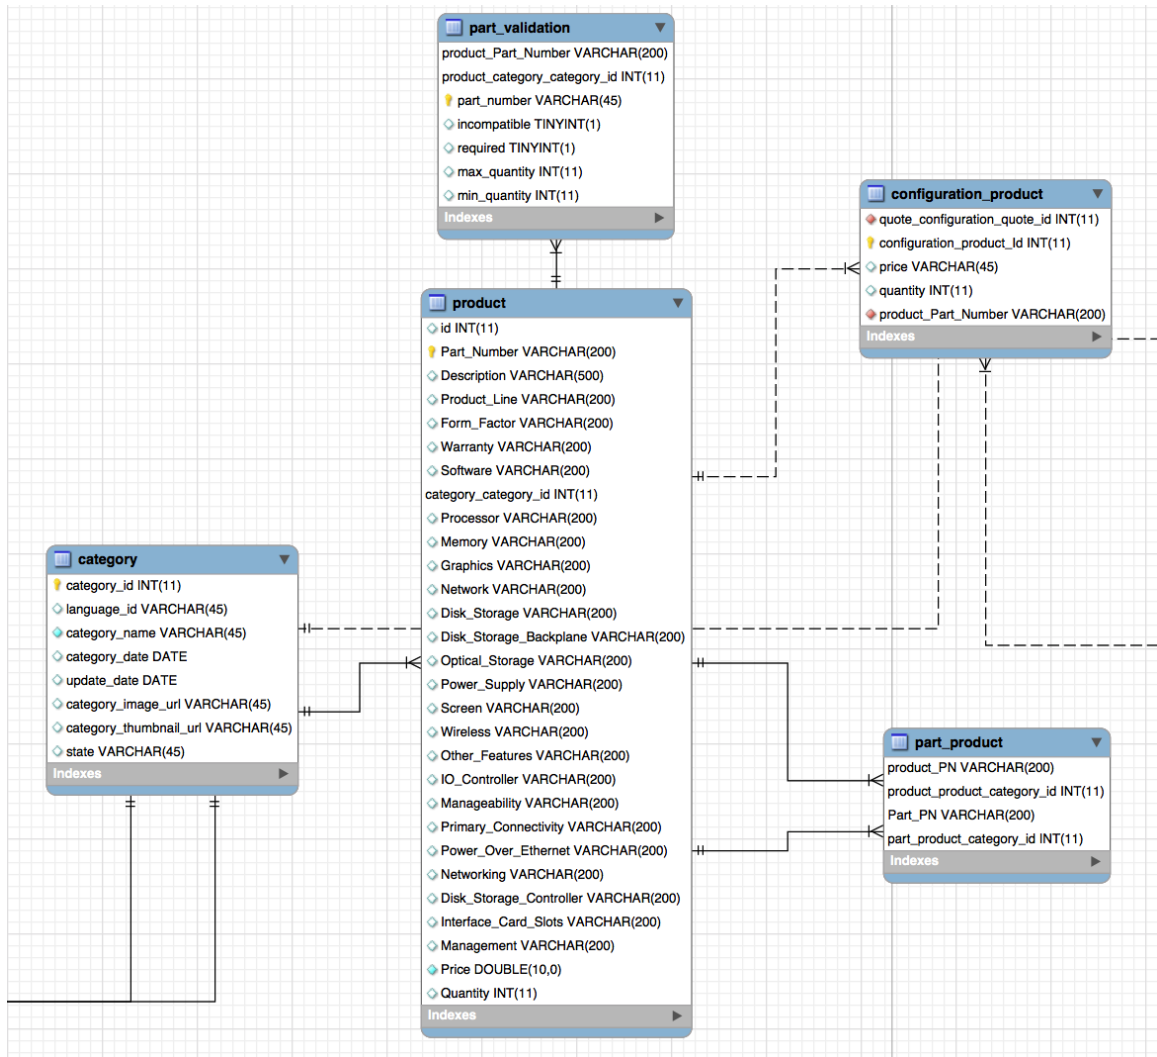 part_validation
product_Part_Number VARCHAR(200)
product_category_category_id INT(11)
part_number VARCHAR(45)
incompatible TINYINT(1)
required TINYINT(1)
max_quantity INT(11)
min_quantity INT(11)
Indexes
configuration_product
quote_configuration_quote_id INT(11)
configuration_product_Id INT(11)
price VARCHAR(45)
quantity INT(11)
product_Part_Number VARCHAR(200)
Indexes
product
id INT(11)
Part_Number VARCHAR(200)
Description VARCHAR(500)
Product_Line VARCHAR(200)
Form_Factor VARCHAR(200)
Warranty VARCHAR(200)
Software VARCHAR(200)
category_category_id INT(11)
Processor VARCHAR(200)
Memory VARCHAR(200)
Graphics VARCHAR(200)
Network VARCHAR(200)
Disk_Storage VARCHAR(200)
Disk_Storage_Backplane VARCHAR(200)
Optical_Storage VARCHAR(200)
Power_Supply VARCHAR(200)
Screen VARCHAR(200)
Wireless VARCHAR(200)
Other_Features VARCHAR(200)
IO_Controller VARCHAR(200)
Manageability VARCHAR(200)
Primary_Connectivity VARCHAR(200)
Power_Over_Ethernet VARCHAR(200)
Networking VARCHAR(200)
Disk_Storage_Controller VARCHAR(200)
Interface_Card_Slots VARCHAR(200)
Management VARCHAR(200)
Price DOUBLE(10,0)
Quantity INT(11)
Indexes
category
category_id INT(11)
language_id VARCHAR(45)
category_name VARCHAR(45)
category_date DATE
update_date DATE
category_image_url VARCHAR(45)
category_thumbnail_url VARCHAR(45)
state VARCHAR(45)
Indexes
part_product
product_PN VARCHAR(200)
product_product_category_id INT(11)
Part_PN VARCHAR(200)
part_product_category_id INT(11)
Indexes